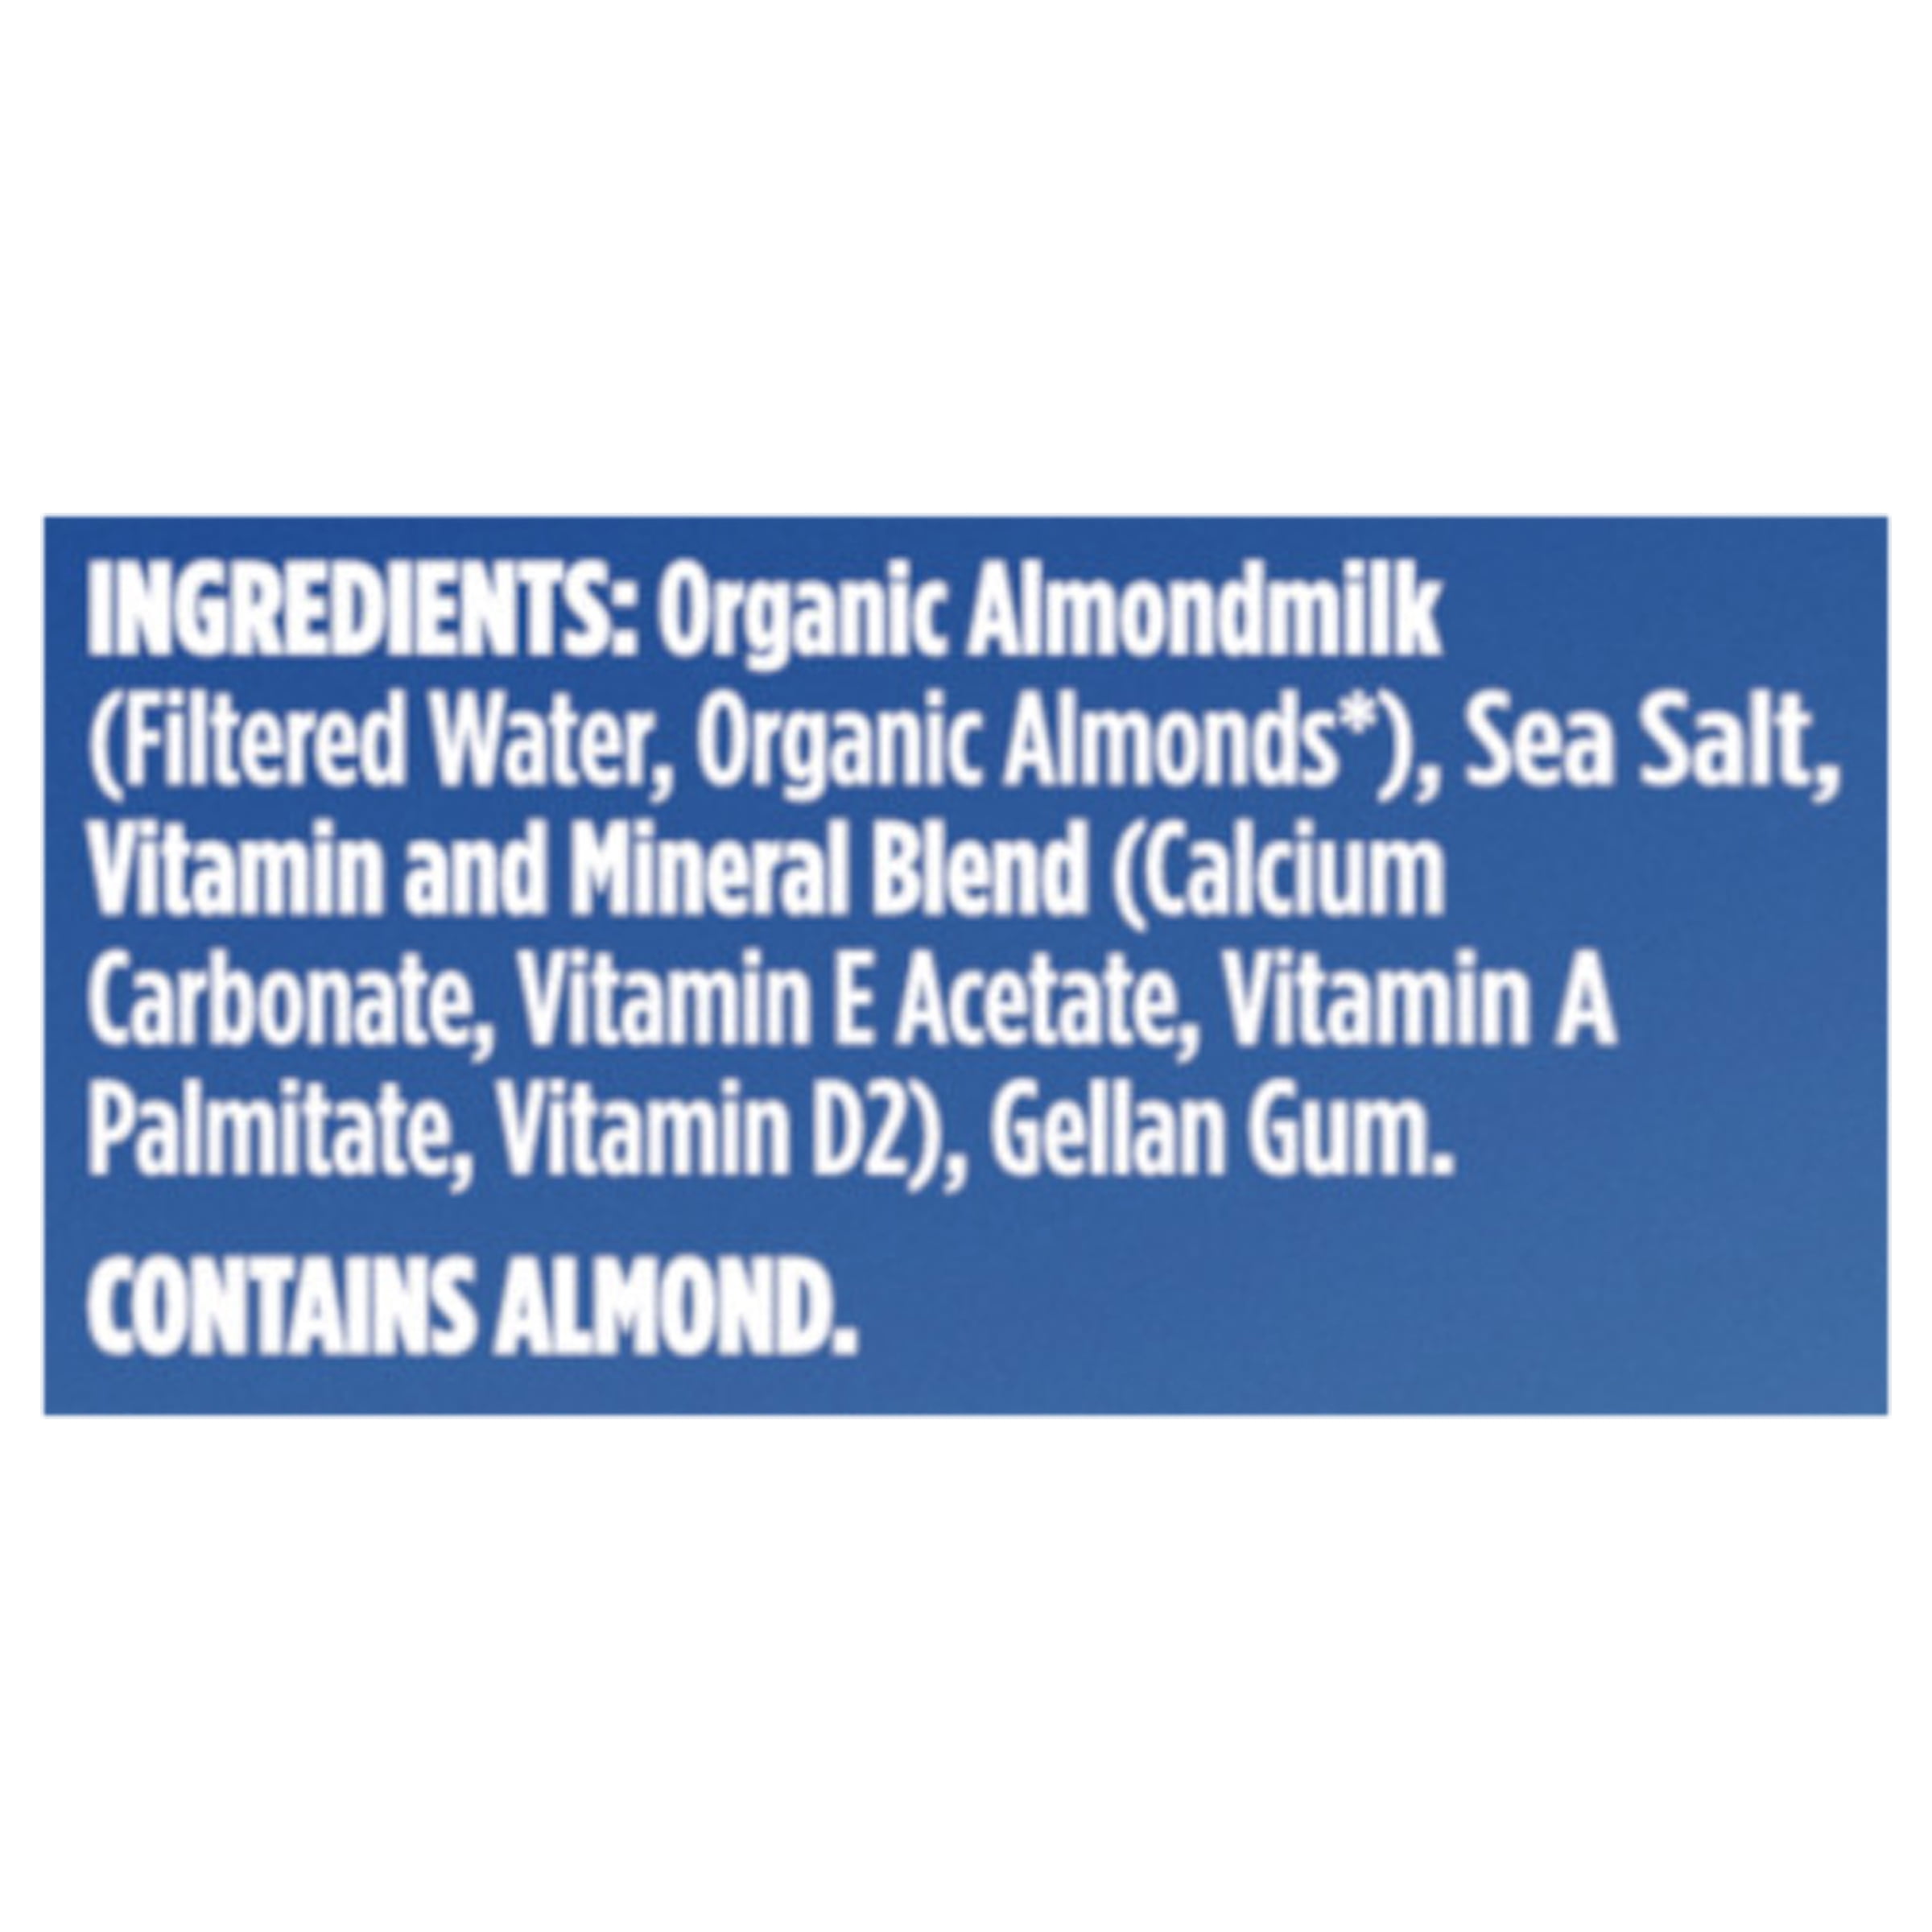 INGREDIENTS: Organic Almondmilk
(Filtered Water, Organic Almonds*), Sea Salt,
Vitamin and Mineral Blend (Calcium
Carbonate, Vitamin E Acetate, Vitamin A
Palmitate, Vitamin D2), Gellan Gum.
CONTAINS ALMOND.